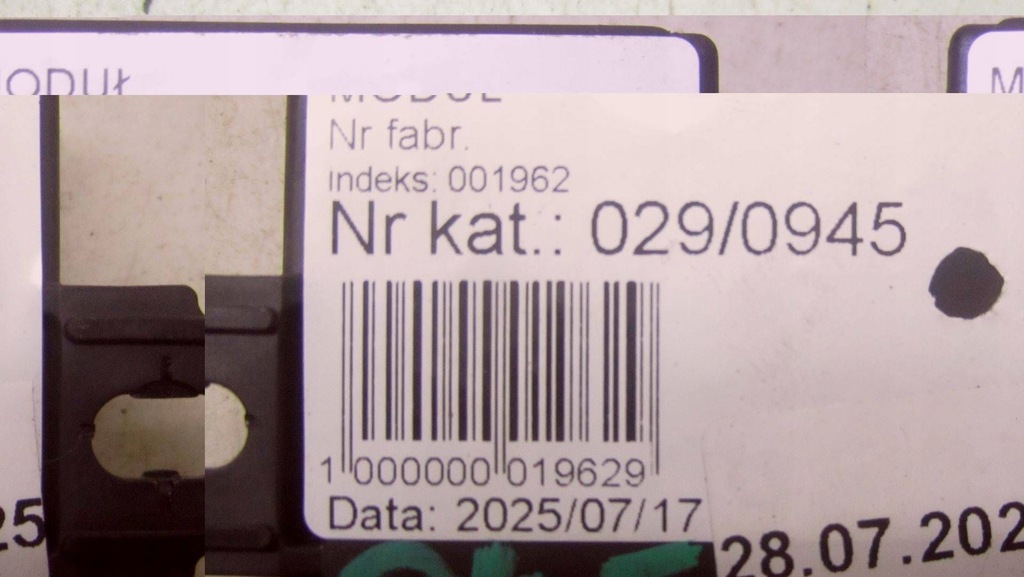 MODUŁ
Nr fabr.
indeks: 001962
Nr kat.: 029/0945
1 000000 019629
Data: 2025/07/17
28.07.202
25